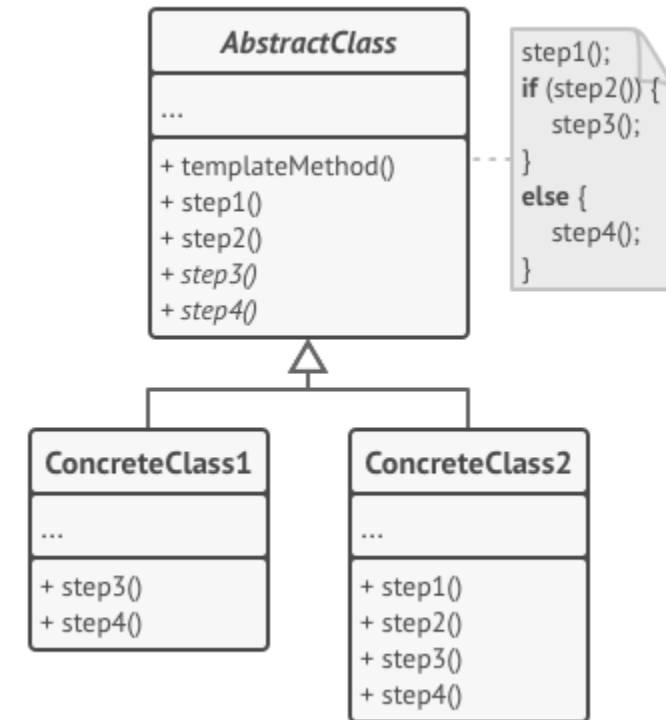 AbstractClass
...
+ templateMethod()
+ step1()
+ step2()
+ step3()
+ step4()
step1();
if (step2()) {
step3();
}
else {
step4();
}
ConcreteClass1
...
+ step3()
+ step4()
ConcreteClass2
...
+ step1()
+ step2()
+ step3()
+ step4()